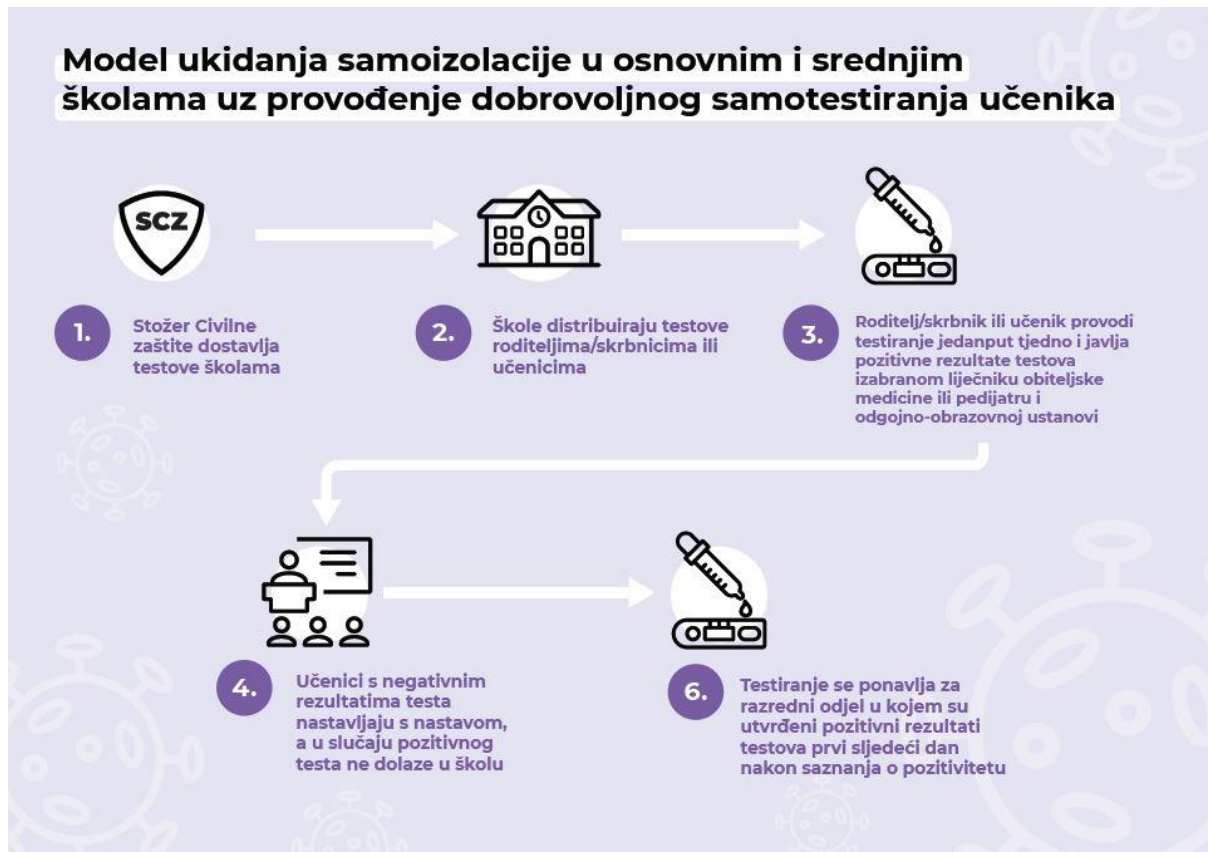 Model ukidanja samoizolacije u osnovnim i srednjim
školama uz provođenje dobrovoljnog samotestiranja učenika
SCZ
1.
Stožer Civilne
zaštite dostavlja
testove školama
2.
Škole distribuiraju testove
roditeljima/skrbnicima ili
učenicima
3.
Roditelj/skrbnik ili učenik provodi
testiranje jedanput tjedno i javlja
pozitivne rezultate testova
izabranom liječniku obiteljske
medicine ili pedijatru i
odgojno-obrazovnoj ustanovi
4.
Učenici s negativnim
rezultatima testa
nastavljaju s nastavom,
a u slučaju pozitivnog
testa ne dolaze u školu
6.
Testiranje se ponavlja za
razredni odjel u kojem su
utvrđeni pozitivni rezultati
testova prvi sljedeći dan
nakon saznanja o pozitivitetu